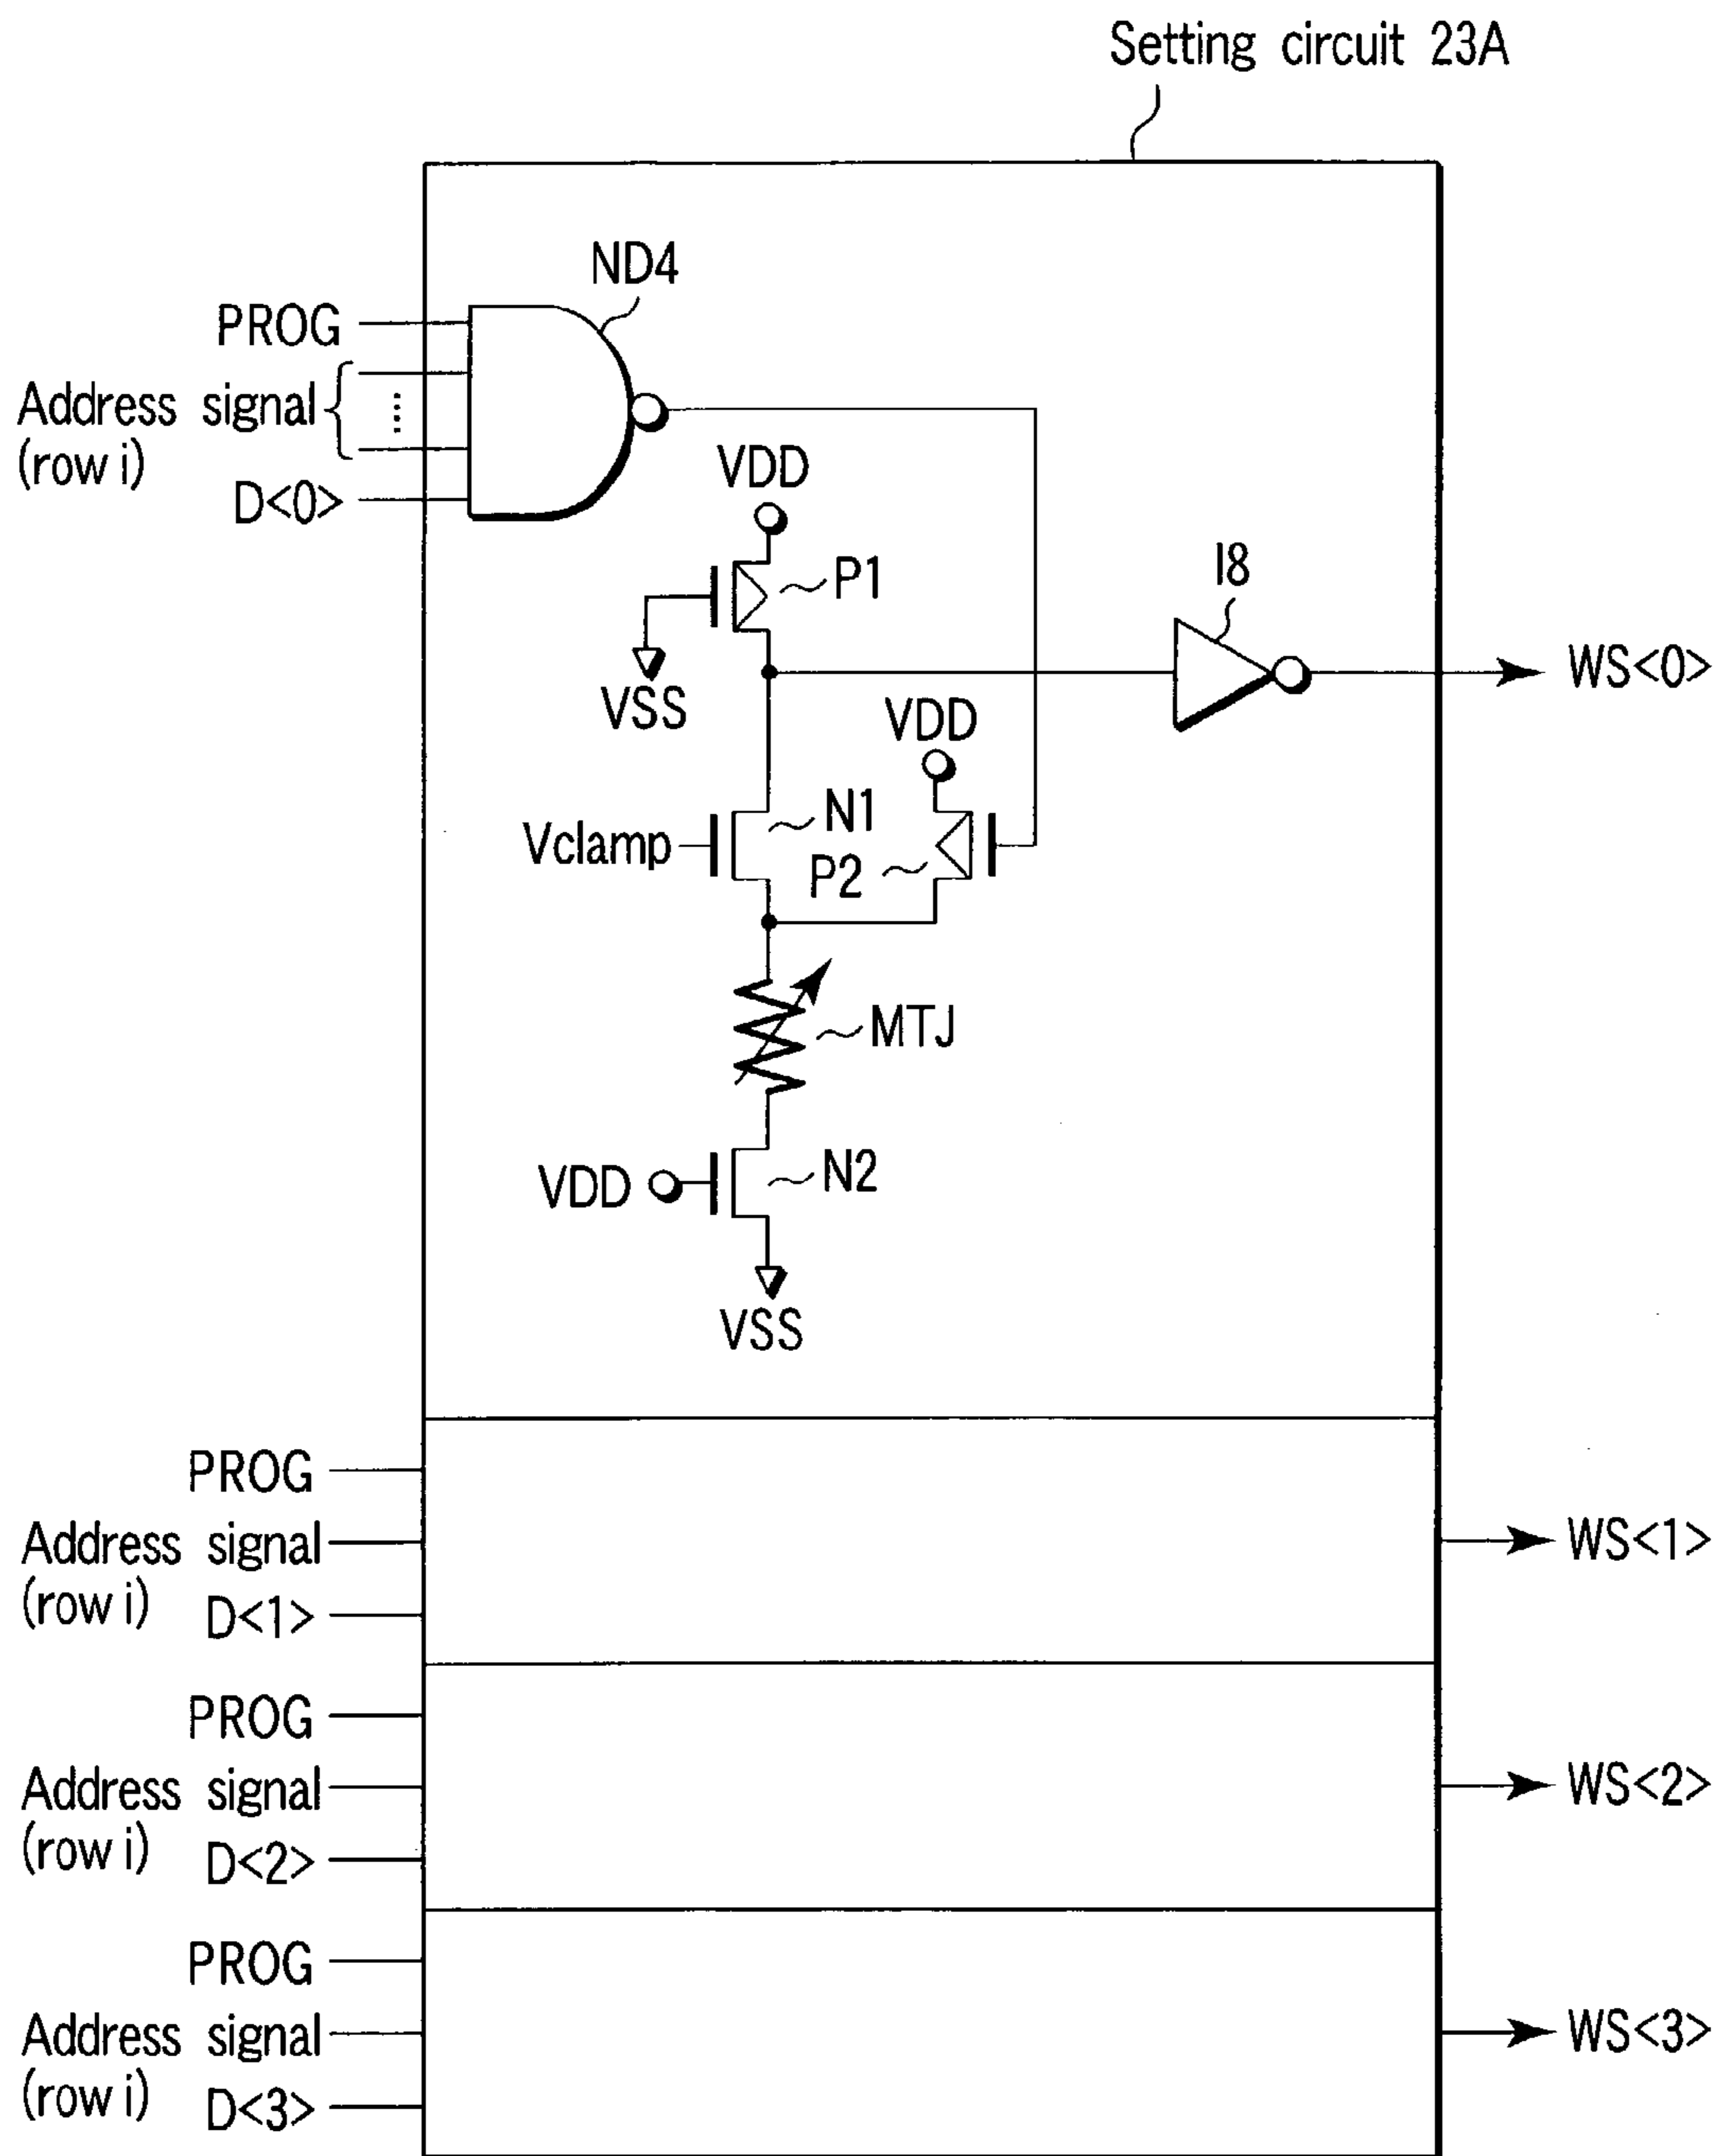 Setting circuit 23A
ND4
PROG
Address signal
(row i)
D<0>
VDD
P1
I8
VSS
WS<0>
VDD
Vclamp
N1
P2
MTJ
VDD
N2
VSS
PROG
Address signal
(row i)
D<1>
WS<1>
PROG
Address signal
(row i)
D<2>
WS<2>
PROG
Address signal
(row i)
D<3>
WS<3>